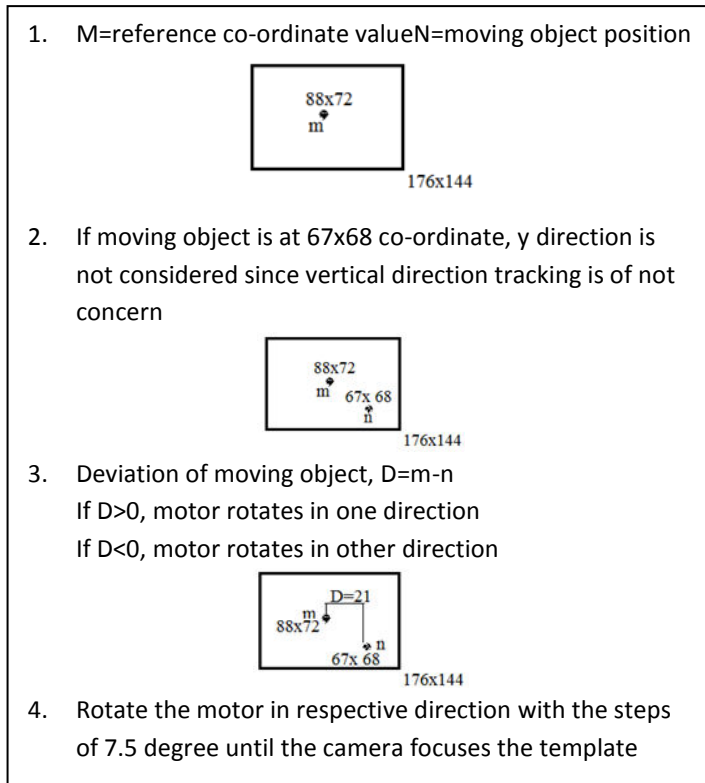 1. M=reference co-ordinate valueN=moving object position
88x72
m
176x144
2. If moving object is at 67x68 co-ordinate, y direction is
not considered since vertical direction tracking is of not
concern
88x72
m 67x 68
n
176x144
3. Deviation of moving object, D=m-n
If D>0, motor rotates in one direction
If D<0, motor rotates in other direction
D=21
m
88x72
n
67x 68
176x144
4. Rotate the motor in respective direction with the steps
of 7.5 degree until the camera focuses the template